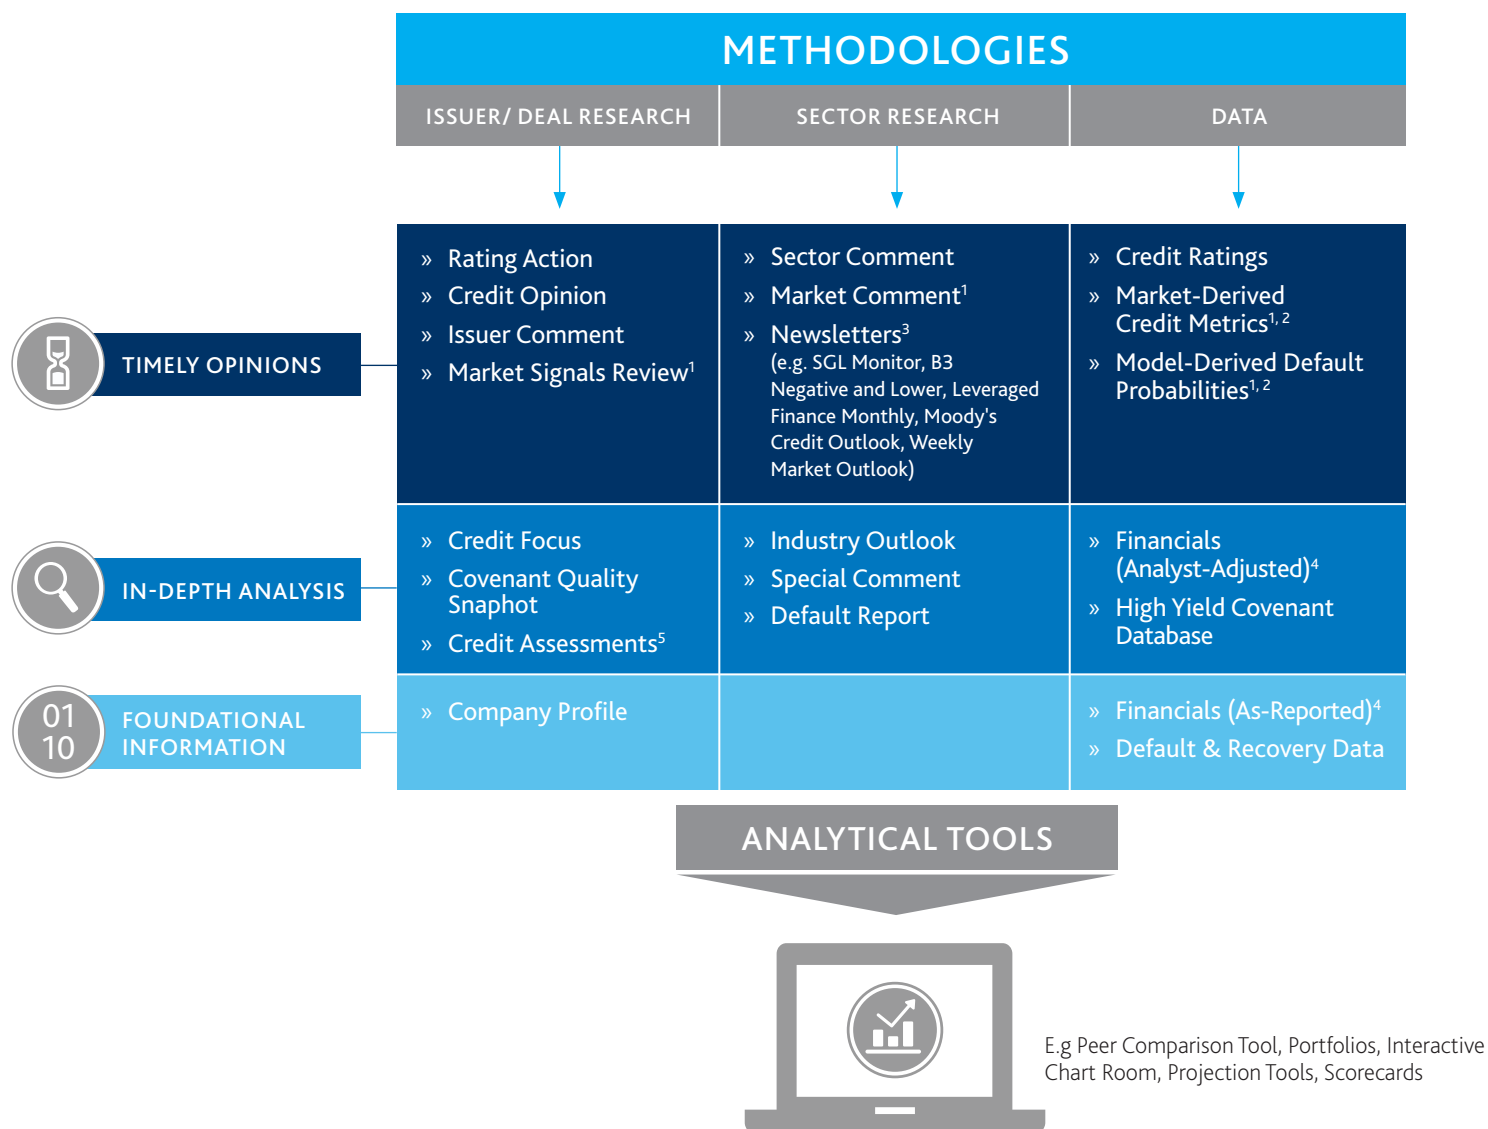 METHODOLOGIES
ISSUER/ DEAL RESEARCH
SECTOR RESEARCH
DATA
TIMELY OPINIONS
» Rating Action
» Credit Opinion
» Issuer Comment
» Market Signals Review¹
» Sector Comment
» Market Comment¹
» Newsletters³
(e.g. SGL Monitor, B3
Negative and Lower, Leveraged
Finance Monthly, Moody's
Credit Outlook, Weekly
Market Outlook)
» Credit Ratings
» Market-Derived
Credit Metrics¹,²
» Model-Derived Default
Probabilities¹,²
IN-DEPTH ANALYSIS
» Credit Focus
» Covenant Quality
Snaphot
» Credit Assessments⁵
» Industry Outlook
» Special Comment
» Default Report
» Financials
(Analyst-Adjusted)⁴
» High Yield Covenant
Database
01
10
FOUNDATIONAL
INFORMATION
» Company Profile
» Financials (As-Reported)⁴
» Default & Recovery Data
ANALYTICAL TOOLS
E.g Peer Comparison Tool, Portfolios, Interactive
Chart Room, Projection Tools, Scorecards